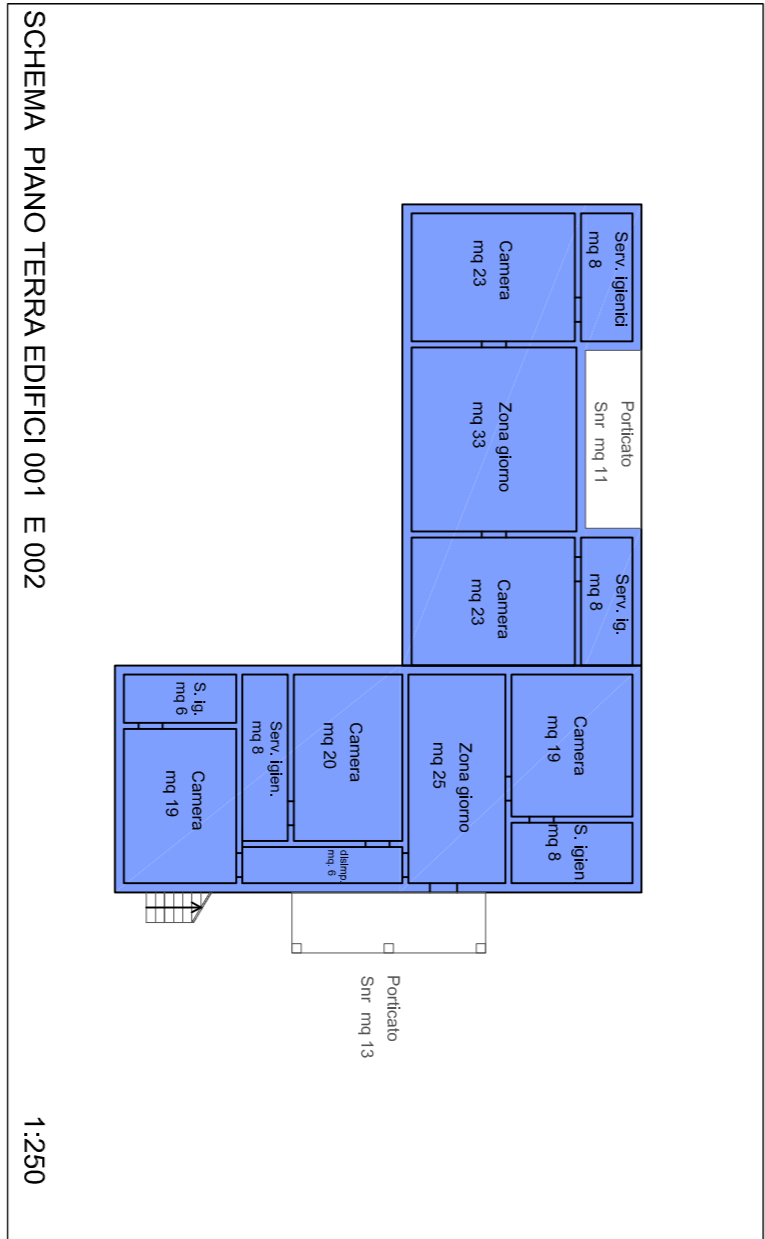 Serv. igienici
mq 8
Porticato
Snr mq 11
Serv. ig.
mq 8
Camera
mq 19
S. igien
mq 8
Camera
mq 23
Zona giorno
mq 33
Camera
mq 23
Zona giorno
mq 25
Porticato
Snr mq 13
Camera
mq 20
disimp.
mq. 6
Serv. igien.
mq 8
S. ig.
mq 6
Camera
mq 19
SCHEMA PIANO TERRA EDIFICI 001 E 002
1:250